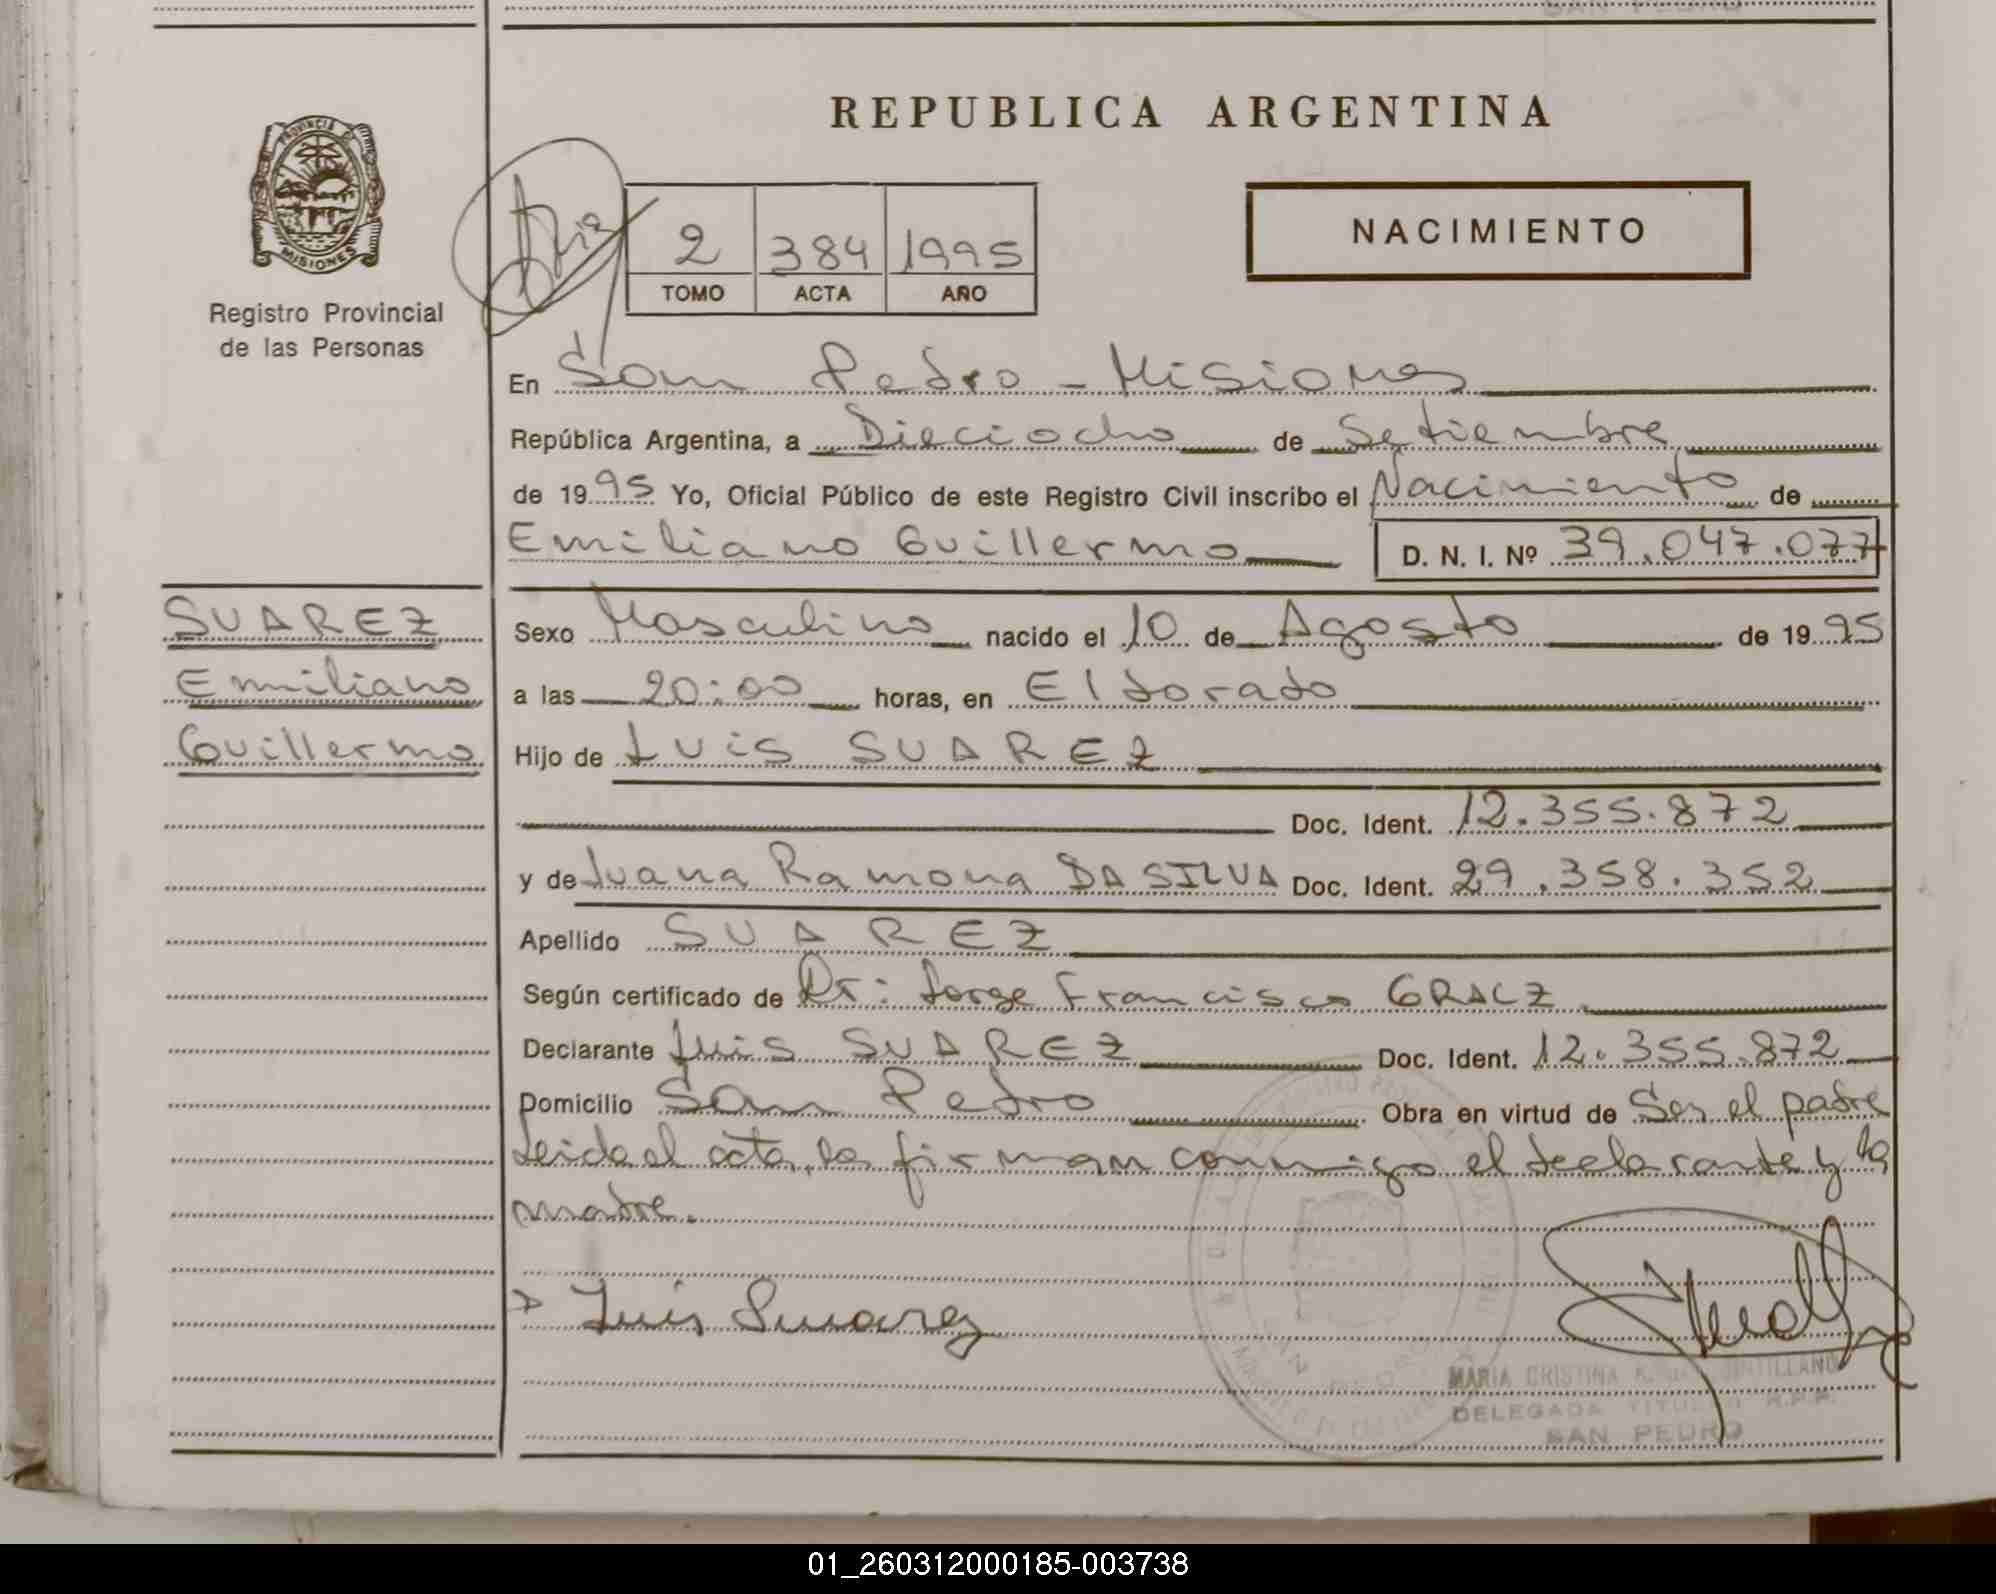 REPUBLICA ARGENTINA
PROVINCIA DE
MISIONES
Registro Provincial
de las Personas
2 384 1995
TOMO ACTA AÑO
NACIMIENTO
En San Pedro - Misiones
República Argentina, a Dieciocho de Setiembre
de 1995 Yo, Oficial Público de este Registro Civil inscribo el Nacimiento de
Emiliano Guillermo D. N. I. Nº 39.047.077
SUAREZ
Emiliano
Guillermo
Sexo Masculino nacido el 10 de Agosto de 1995
a las 20:00 horas, en Eldorado
Hijo de Luis SUAREZ
Doc. Ident. 12.355.872
y de Juana Ramona DA SILVA Doc. Ident. 29.358.352
Apellido SUAREZ
Según certificado de Dr: Jorge Francisco GRALZ
Declarante Luis SUAREZ Doc. Ident. 12.355.872
Domicilio San Pedro Obra en virtud de Ser el padre
Leida el acta, la firman conmigo el declarante y la
madre.
Luis Suarez
MARIA CRISTINA
DELEGADA TITULAR R.P.P.
SAN PEDRO
01_260312000185-003738